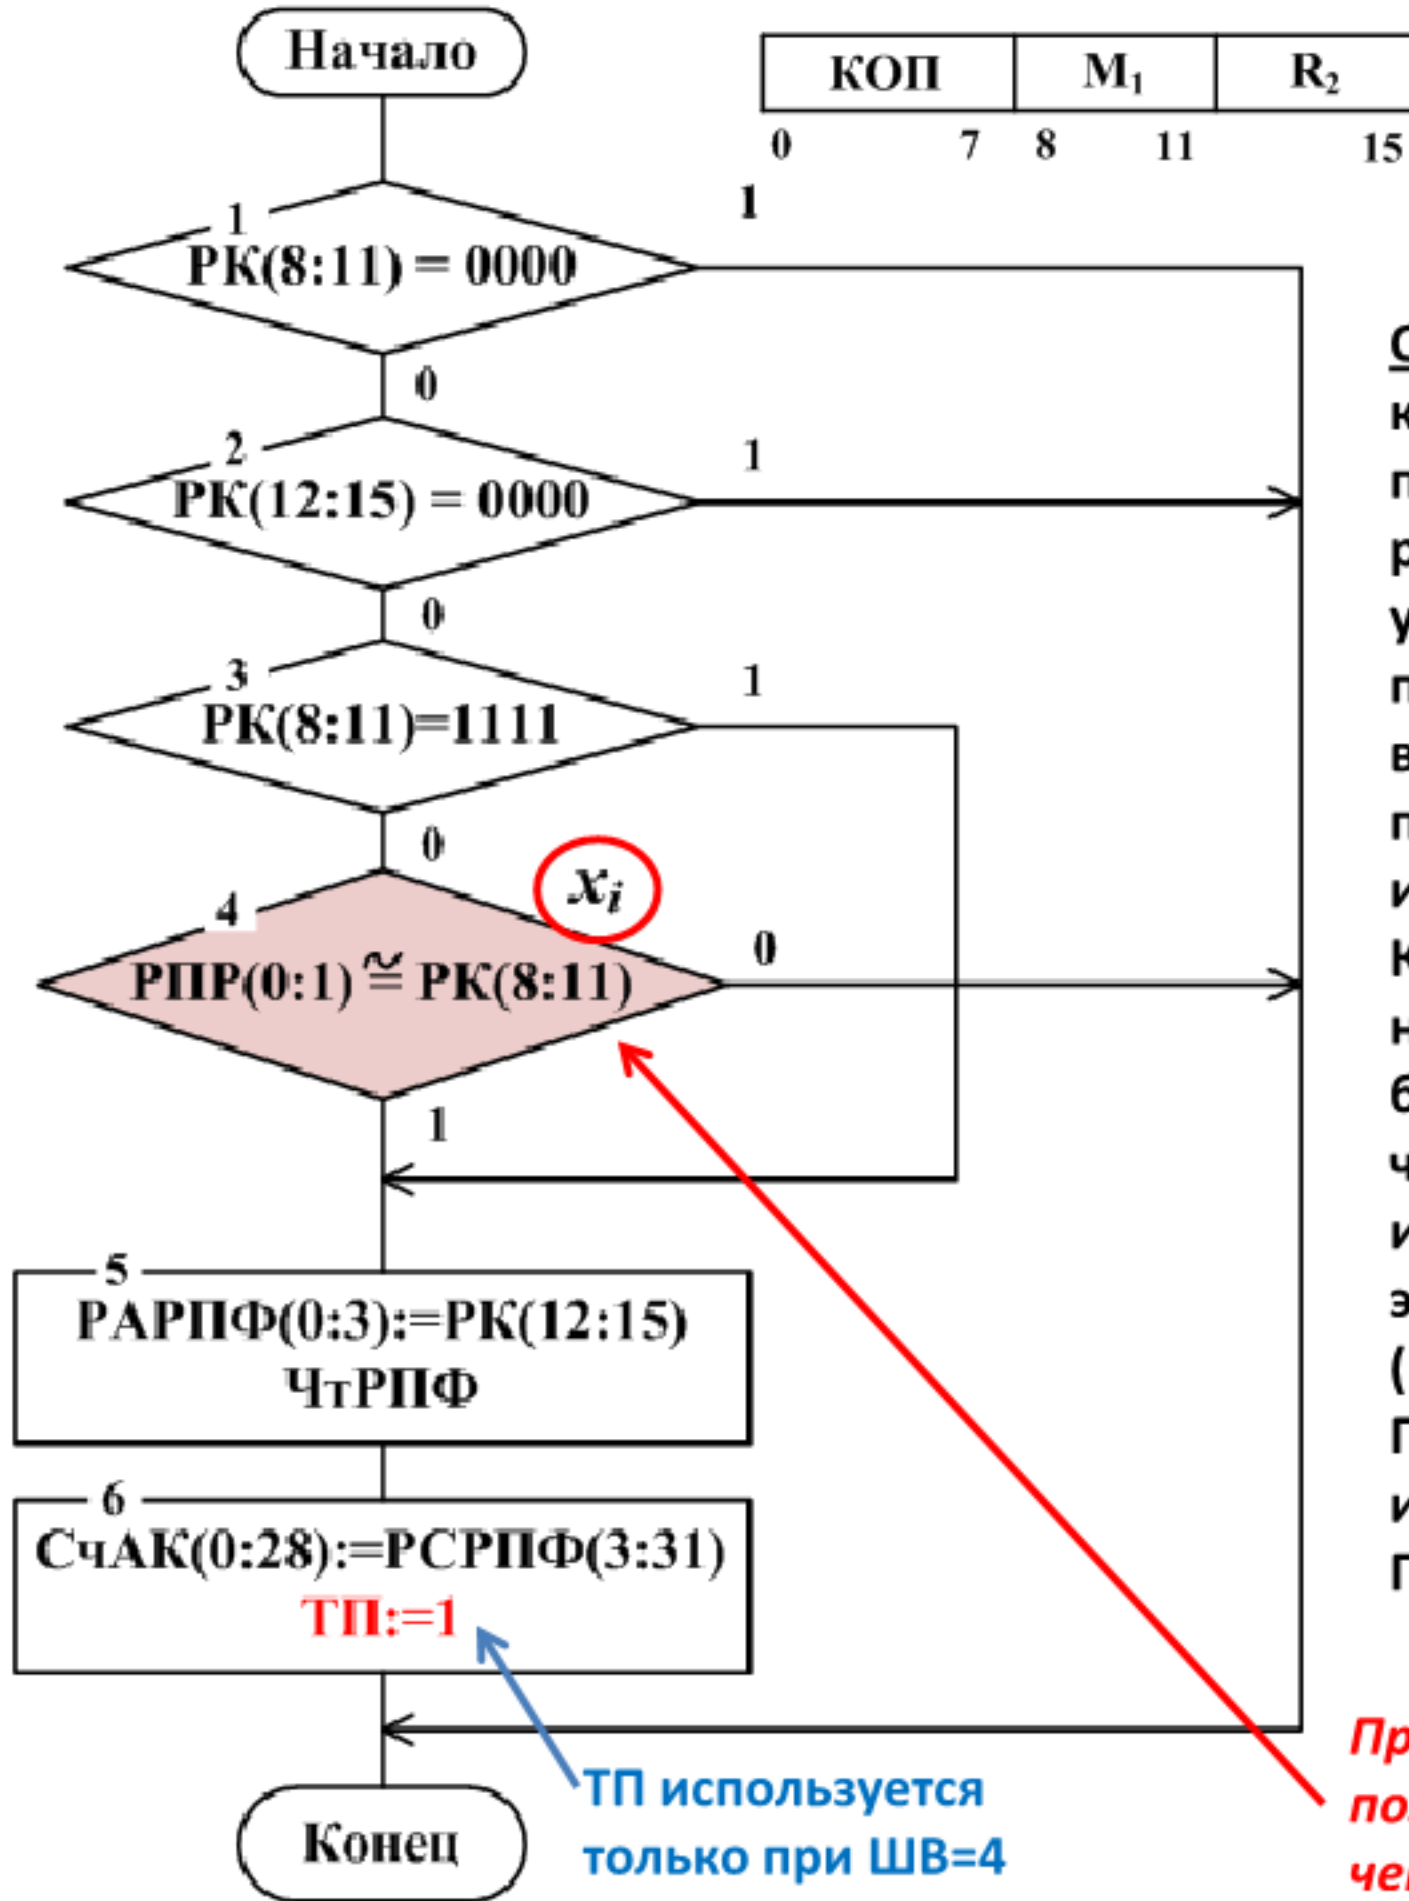 Начало
КОП M₁ R₂
0 7 8 11 15
1
РК(8:11) = 0000
1
0
2
РК(12:15) = 0000
1
0
3
РК(8:11)=1111
1
0
4
xᵢ
РПР(0:1) ≅ РК(8:11)
0
1
5
РАРПФ(0:3):=РК(12:15)
ЧтРПФ
6
СчАК(0:28):=РСРПФ(3:31)
ТП:=1
ТП используется
только при ШВ=4
Конец